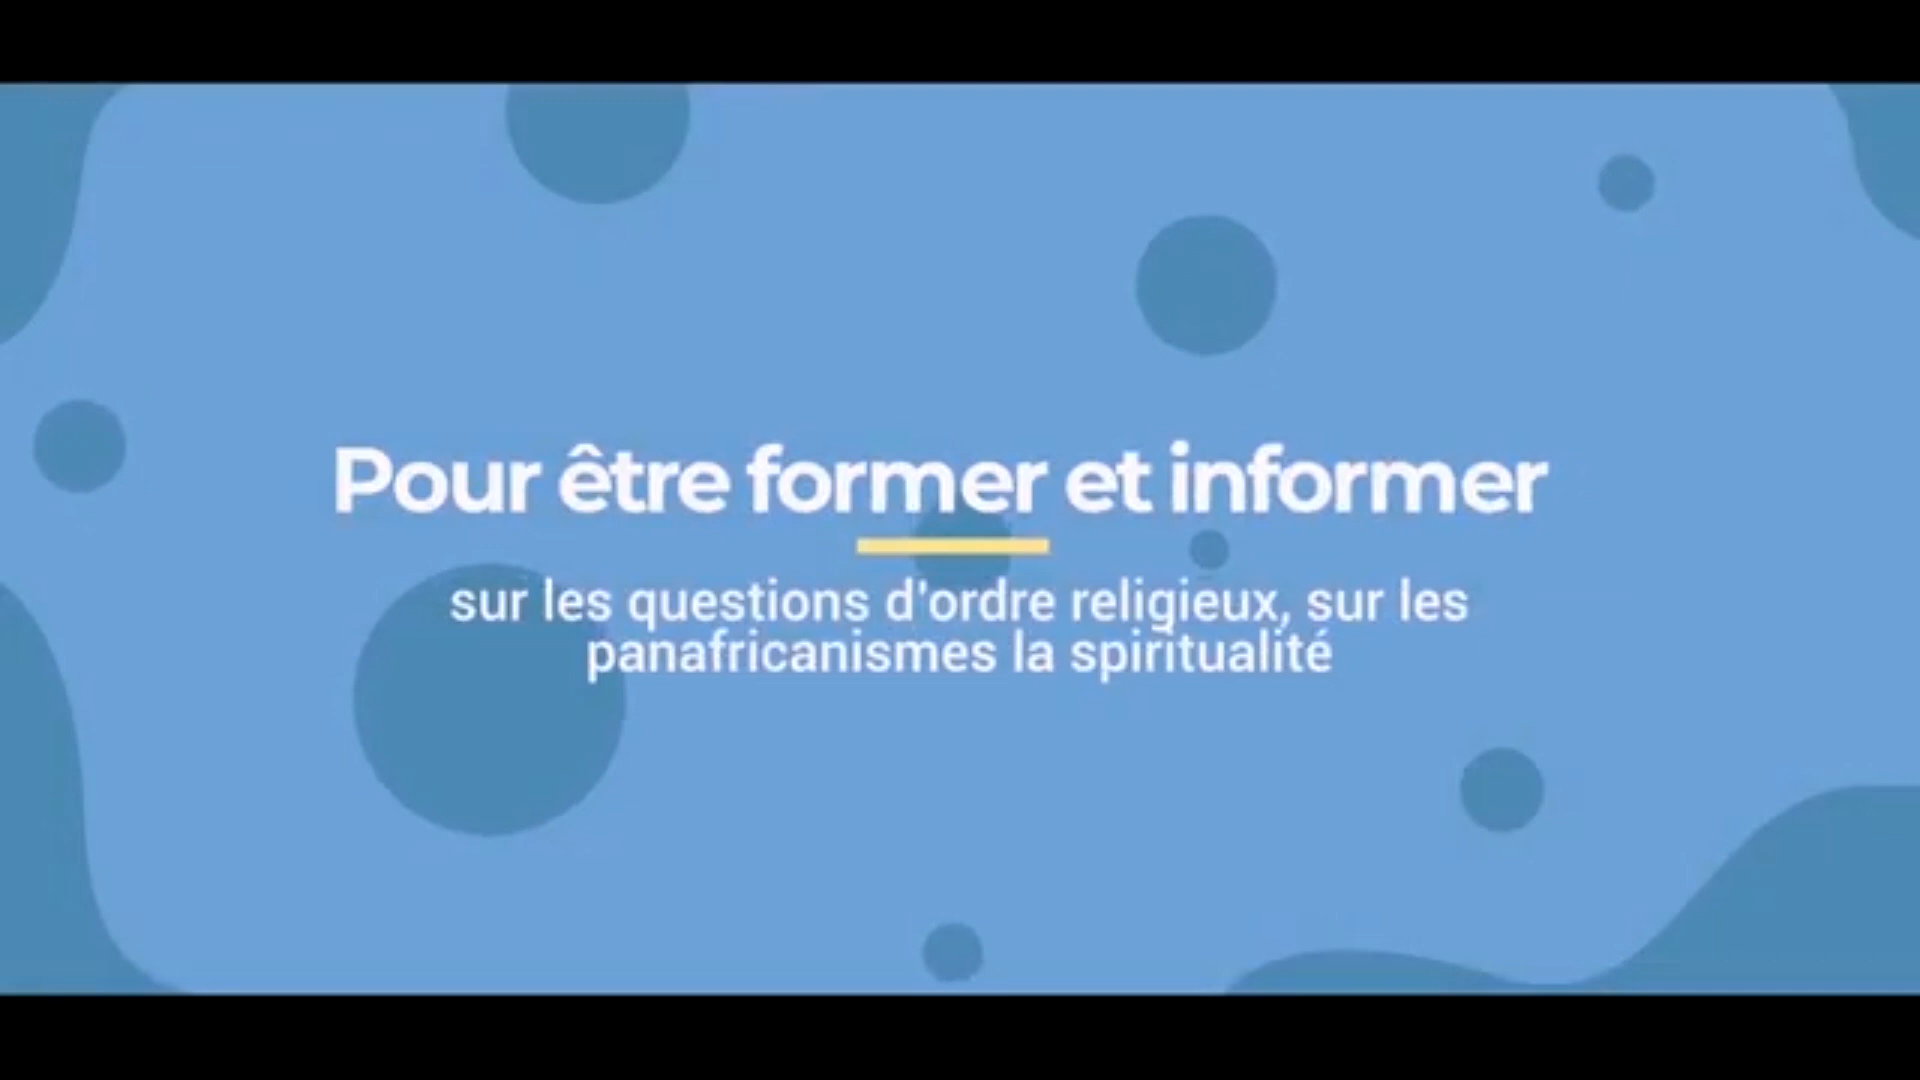 Pour être former et informer
sur les questions d'ordre religieux, sur les
panafricanismes la spiritualité